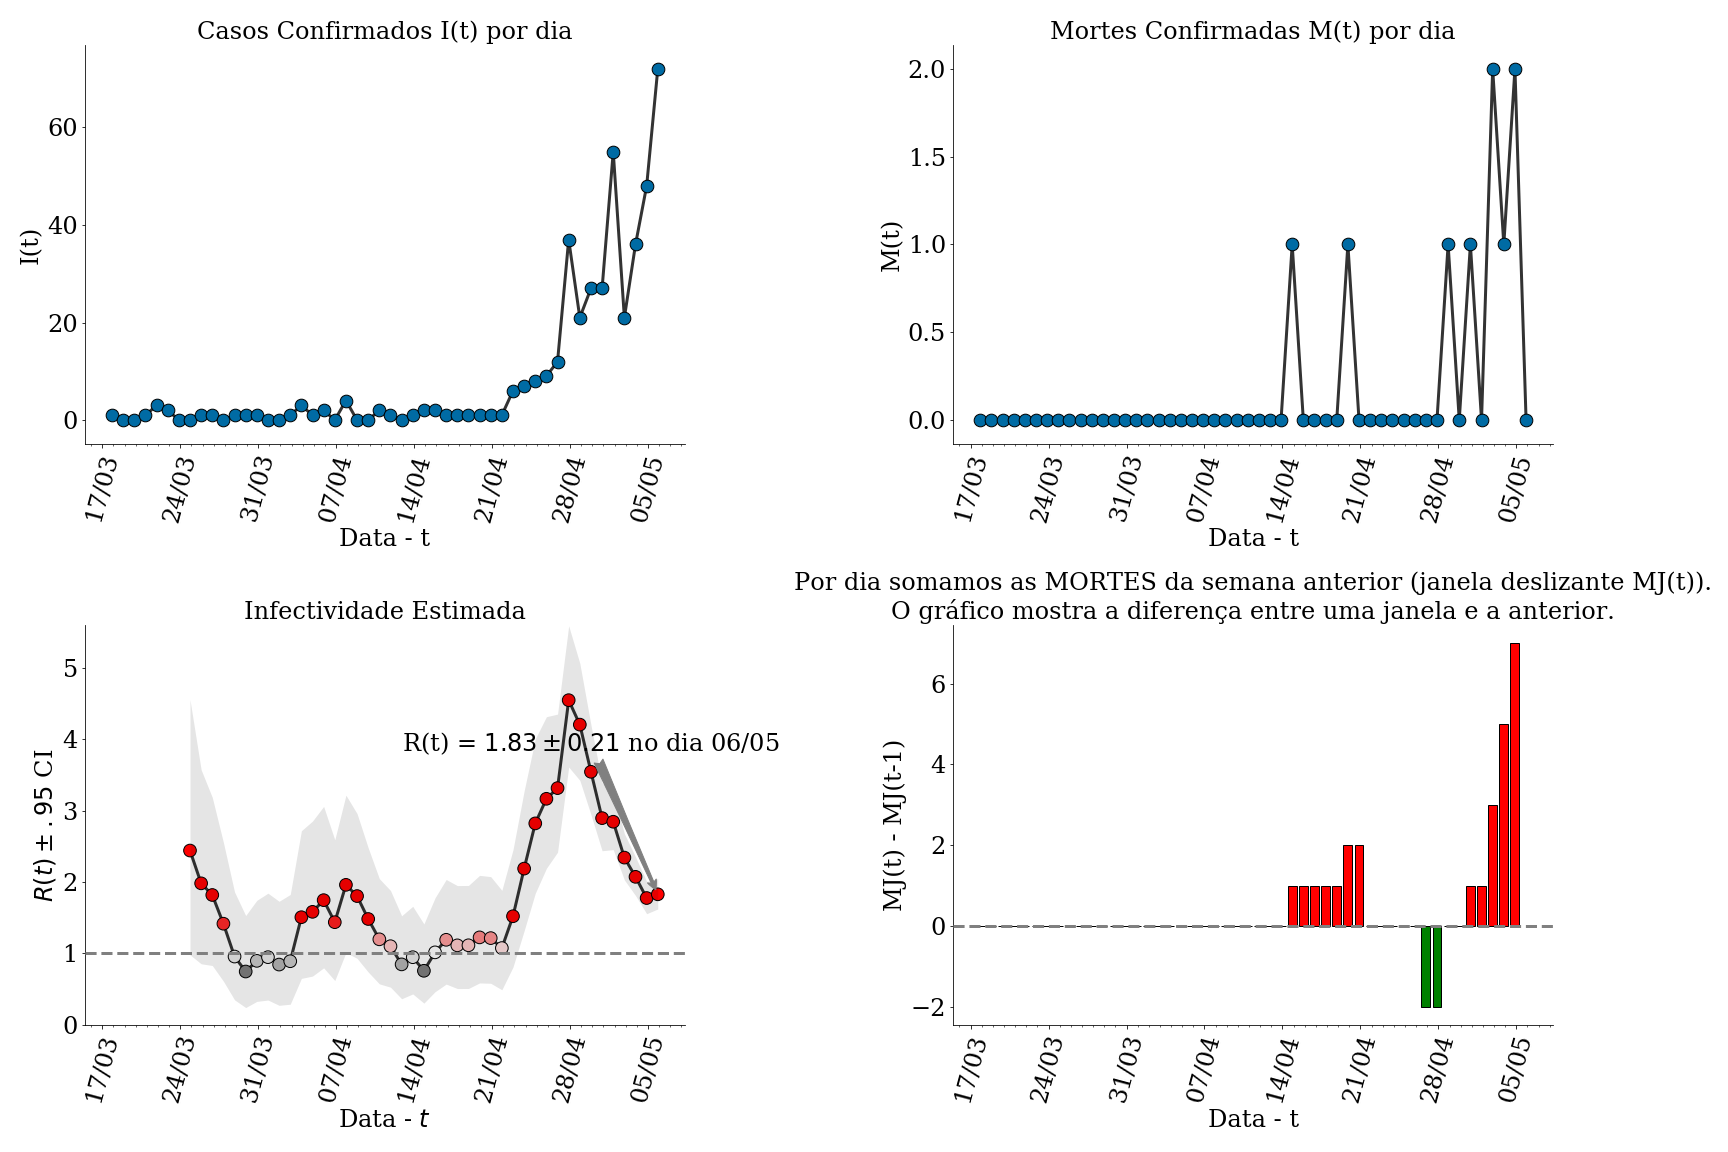 Casos Confirmados I(t) por dia
I(t)
60
40
20
0
17/03 24/03 31/03 07/04 14/04 21/04 28/04 05/05
Data - t
Mortes Confirmadas M(t) por dia
M(t)
2.0
1.5
1.0
0.5
0.0
17/03 24/03 31/03 07/04 14/04 21/04 28/04 05/05
Data - t
Infectividade Estimada
R(t) ± .95 CI
5
4
3
2
1
0
R(t) = 1.83 ± 0.21 no dia 06/05
17/03 24/03 31/03 07/04 14/04 21/04 28/04 05/05
Data - t
Por dia somamos as MORTES da semana anterior (janela deslizante MJ(t)).
O gráfico mostra a diferença entre uma janela e a anterior.
MJ(t) - MJ(t-1)
6
4
2
0
−2
17/03 24/03 31/03 07/04 14/04 21/04 28/04 05/05
Data - t